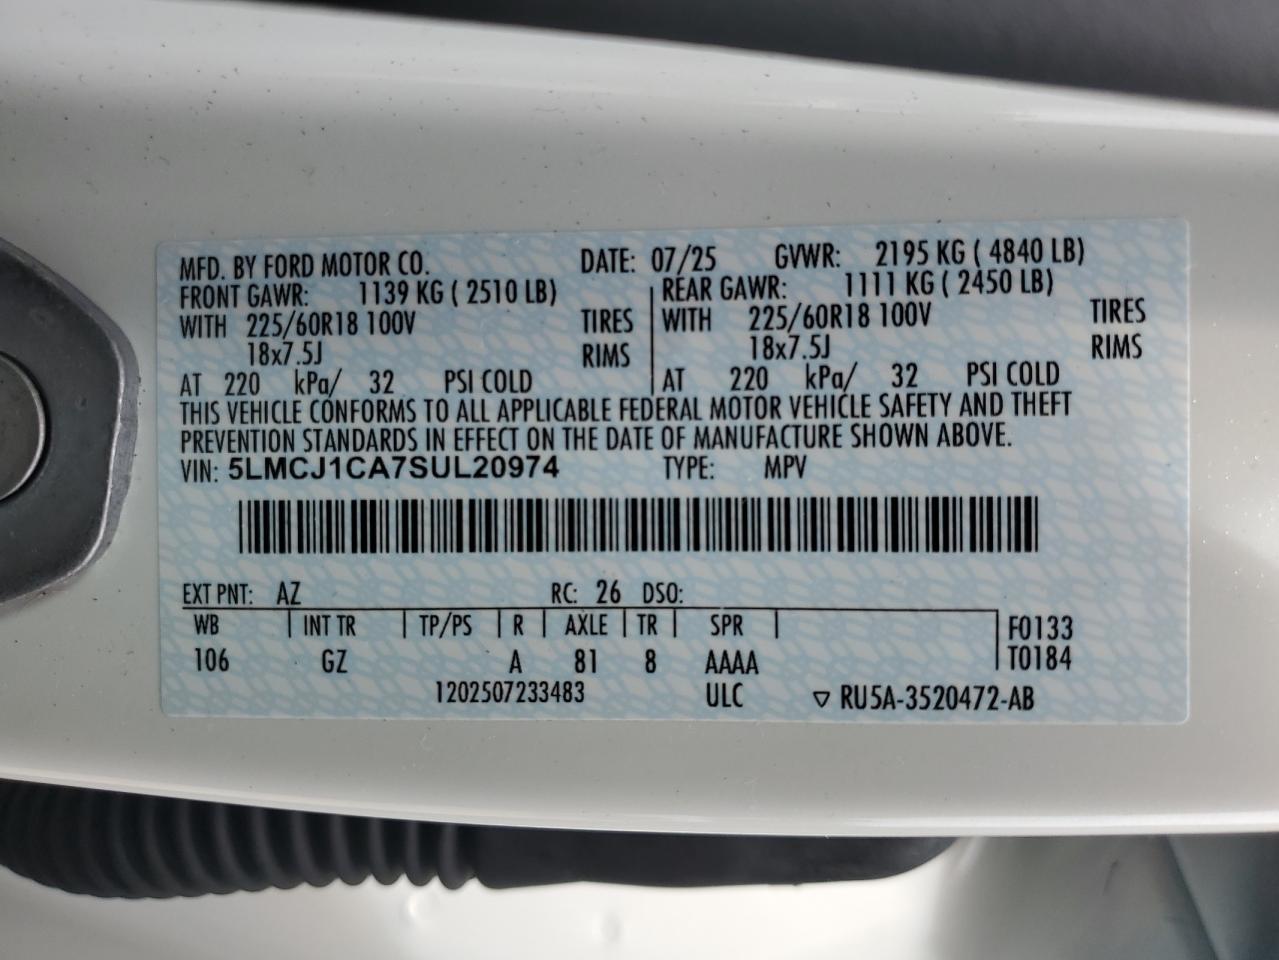 MFD. BY FORD MOTOR CO. DATE: 07/25 GVWR: 2195 KG ( 4840 LB)
FRONT GAWR: 1139 KG ( 2510 LB) REAR GAWR: 1111 KG ( 2450 LB)
WITH 225/60R18 100V TIRES WITH 225/60R18 100V TIRES
18x7.5J RIMS 18x7.5J RIMS
AT 220 kPa/ 32 PSI COLD AT 220 kPa/ 32 PSI COLD
THIS VEHICLE CONFORMS TO ALL APPLICABLE FEDERAL MOTOR VEHICLE SAFETY AND THEFT
PREVENTION STANDARDS IN EFFECT ON THE DATE OF MANUFACTURE SHOWN ABOVE.
VIN: 5LMCJ1CA7SUL20974 TYPE: MPV
EXT PNT: AZ RC: 26 DSO:
WB INT TR TP/PS R AXLE TR SPR F0133
106 GZ A 81 8 AAAA T0184
1202507233483 ULC ▽ RU5A-3520472-AB